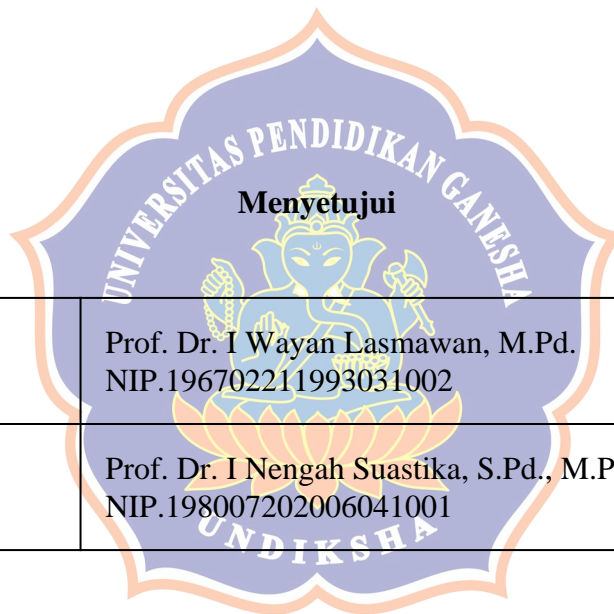 UNIVERSITAS PENDIDIKAN GANESHA
Menyetujui
Prof. Dr. I Wayan Lasmawan, M.Pd.
NIP.196702211993031002
Prof. Dr. I Nengah Suastika, S.Pd., M.P
NIP.198007202006041001
UNDIKSHA